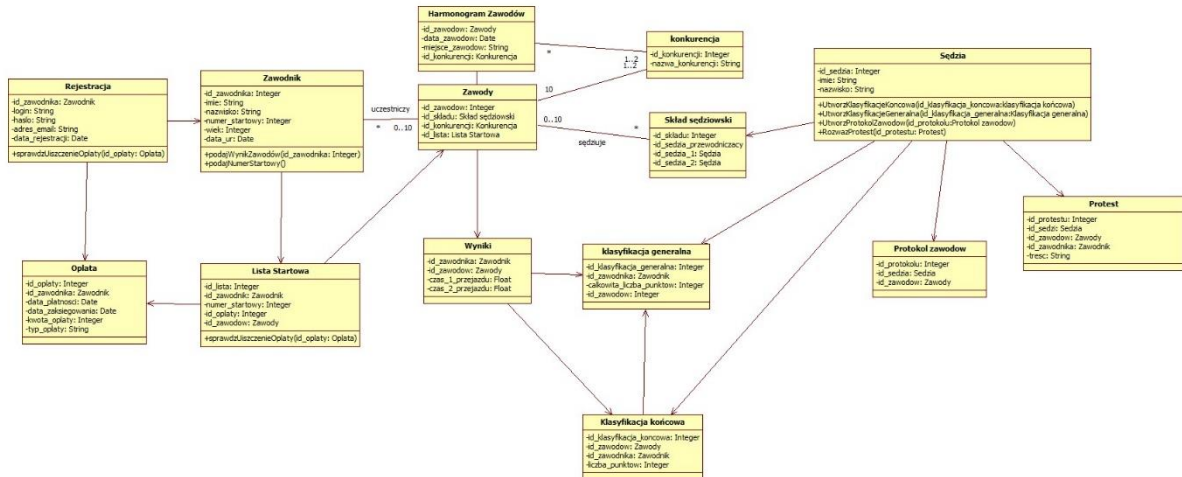 Harmonogram Zawodów
-id_zawodow: Zawody
-data_zawodow: Date
-miejsce_zawodow: String
-id_konkurencji: Konkurencja
konkurencja
-id_konkurencji: Integer
-nazwa_konkurencji: String
*
1..2
1..2
10
Sędzia
-id_sedzia: Integer
-imie: String
-nazwisko: String
+UtworzKlasyfikacjeKoncowa(id_klasyfikacja_koncowa:klasyfikacja końcowa)
+UtworzKlasyficjeGeneralna(id_klasyfikacja_generalna:Klasyfikacja generalna)
+UtworzProtokolZawodow(id_protokolu:Protokol zawodow)
+RozwazProtest(id_protestu: Protest)
Rejestracja
-id_zawodnika: Zawodnik
-login: String
-haslo: String
-adres_email: String
-data_rejestracji: Date
+sprawdzUiszczenieOplaty(id_oplaty: Oplata)
Zawodnik
-id_zawodnika: Integer
-imie: String
-nazwisko: String
-numer_startowy: Integer
-wiek: Integer
-data_ur: Date
+podajWynikZawodów(id_zawodnika: Integer)
+podajNumerStartowy()
uczestniczy
*
0..10
Zawody
-id_zawodow: Integer
-id_skladu: Skład sędziowski
-id_konkurencji: Konkurencja
-id_lista: Lista Startowa
0..10
*
sędziuje
Skład sędziowski
-id_skladu: Integer
-id_sedzia_przewodniczacy
-id_sedzia_1: Sędzia
-id_sedzia_2: Sędzia
Protest
-id_protestu: Integer
-id_sedzi: Sedzia
-id_zawodow: Zawody
-id_zawodnika: Zawodnik
-tresc: String
Protokol zawodow
-id_protokolu: Integer
-id_sedzia: Sedzia
-id_zawodow: Zawody
Wyniki
-id_zawodnika: Zawodnik
-id_zawodow: Zawody
-czas_1_przejazdu: Float
-czas_2_przejazdu: Float
klasyfikacja generalna
-id_klasyfikacja_generalna: Integer
-id_zawodnika: Zawodnik
-calkowita_liczba_punktow: Integer
-id_zawodow: Integer
Oplata
-id_oplaty: Integer
-id_zawodnika: Zawodnik
-data_platnosci: Date
-data_zaksiegowania: Date
-kwota_oplaty: Integer
-typ_oplaty: String
Lista Startowa
-id_lista: Integer
-id_zawodnik: Zawodnik
-numer_startowy: Integer
-id_oplaty: Integer
-id_zawodow: Zawody
+sprawdzUiszczenieOplaty(id_oplaty: Oplata)
Klasyfikacja końcowa
-id_klasyfikacja_koncowa: Integer
-id_zawodow: Zawody
-id_zawodnika: Zawodnik
-liczba_punktow: Integer